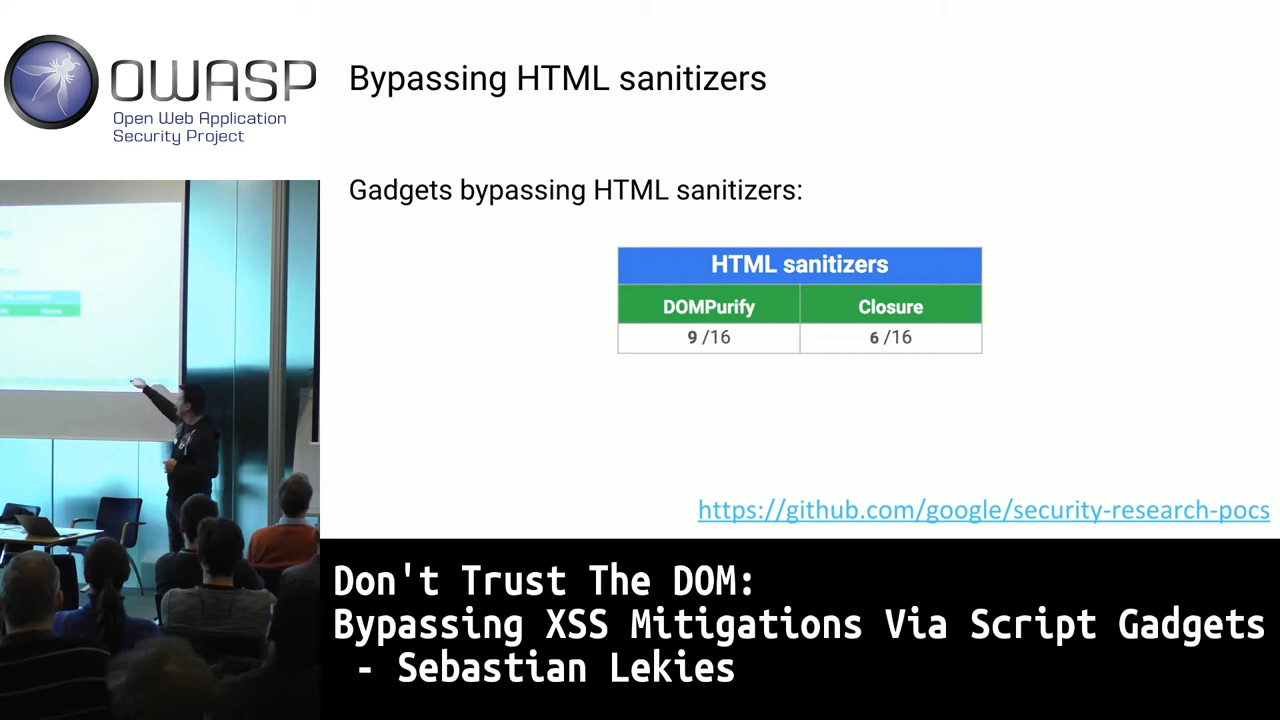 OWASP
Open Web Application
Security Project
Bypassing HTML sanitizers
Gadgets bypassing HTML sanitizers:
HTML sanitizers
DOMPurify Closure
9 /16 6 /16
https://github.com/google/security-research-pocs
Don't Trust The DOM:
Bypassing XSS Mitigations Via Script Gadgets
- Sebastian Lekies